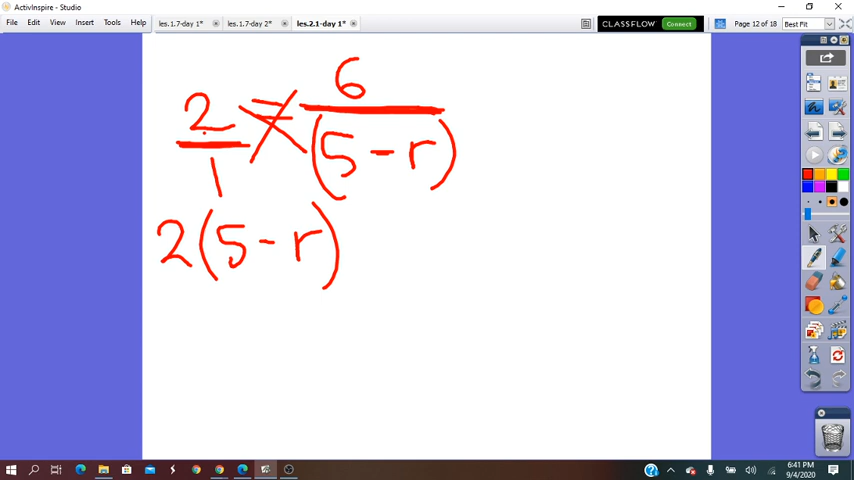 ActivInspire - Studio
File Edit View Insert Tools Help
les.1.7-day 1* les.1.7-day 2* les.2.1-day 1*
CLASSFLOW Connect
Page 12 of 18 Best Fit
2/1 = 6/(5 - r)
2(5 - r)
6:41 PM
9/4/2020